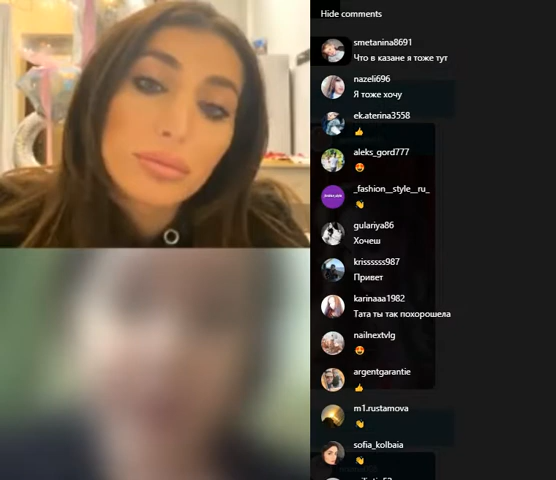 Hide comments
smetanina8691
Что в казане я тоже тут
nazeli696
Я тоже хочу
ek.aterina3558
👍
aleks_gord777
😍
_fashion__style__ru_
👋
gulariya86
Хочеш
krissssss987
Привет
karinaaa1982
Тата ты так похорошела
nailnextvlg
😍
argentgarantie
👍
m1.rustamova
👋
sofia_kolbaia
👋